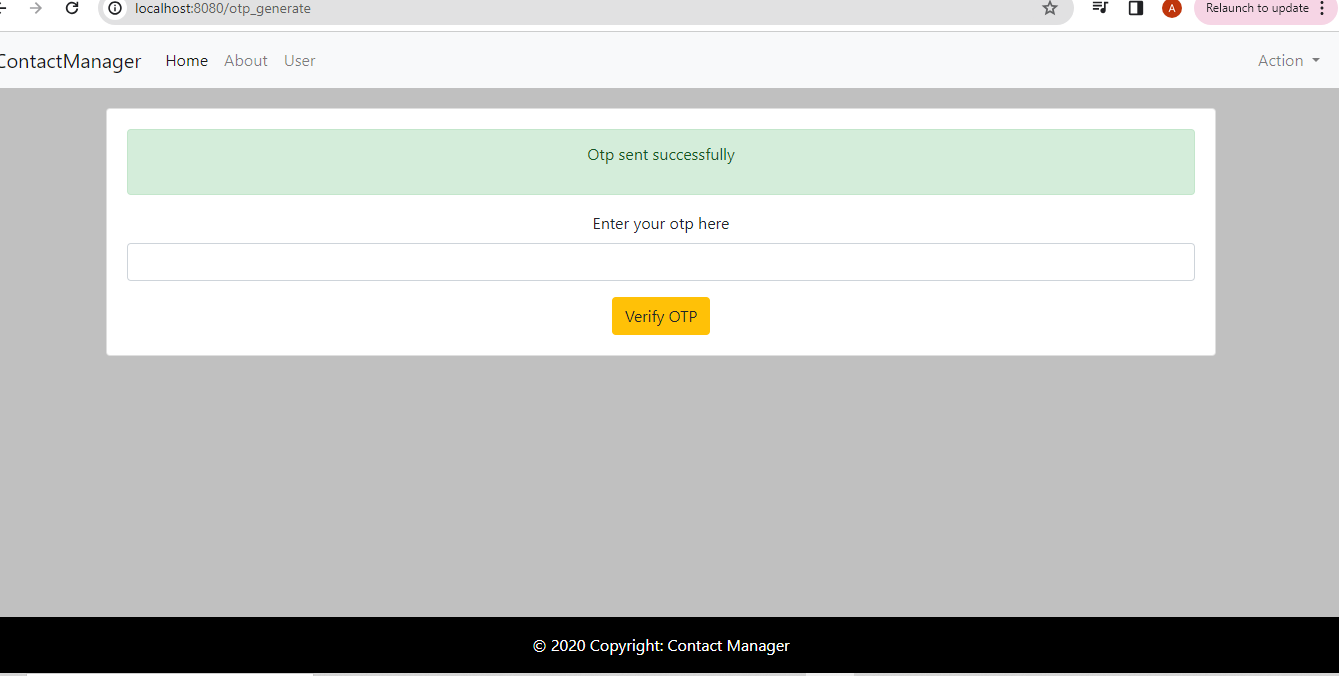 localhost:8080/otp_generate
A
Relaunch to update
ContactManager Home About User Action
Otp sent successfully
Enter your otp here
Verify OTP
© 2020 Copyright: Contact Manager